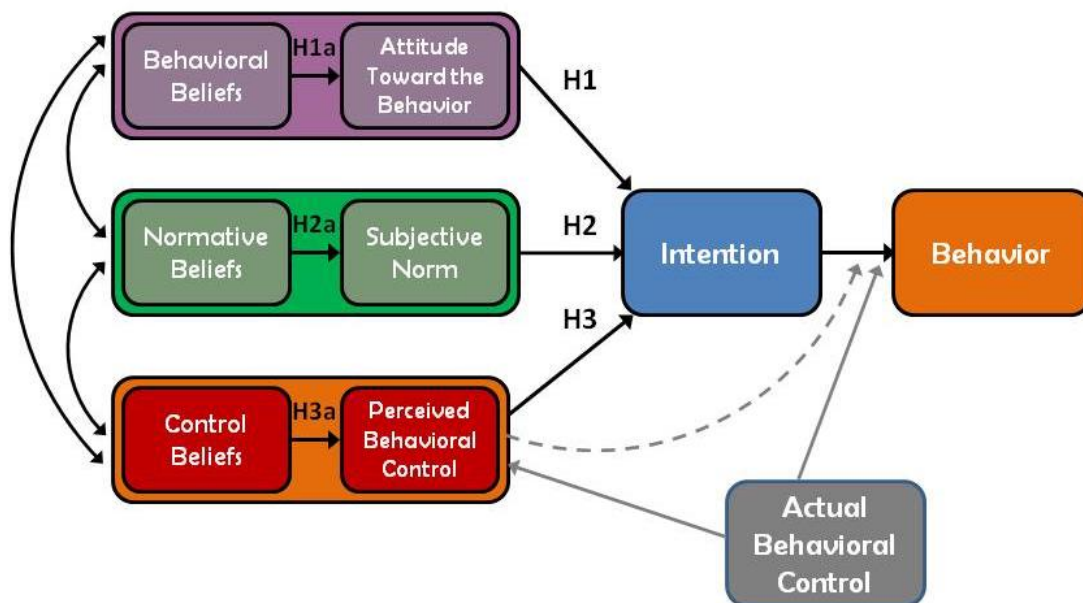 Behavioral
Beliefs
H1a
Attitude
Toward the
Behavior
H1
Normative
Beliefs
H2a
Subjective
Norm
H2
Intention
Behavior
H3
Control
Beliefs
H3a
Perceived
Behavioral
Control
Actual
Behavioral
Control